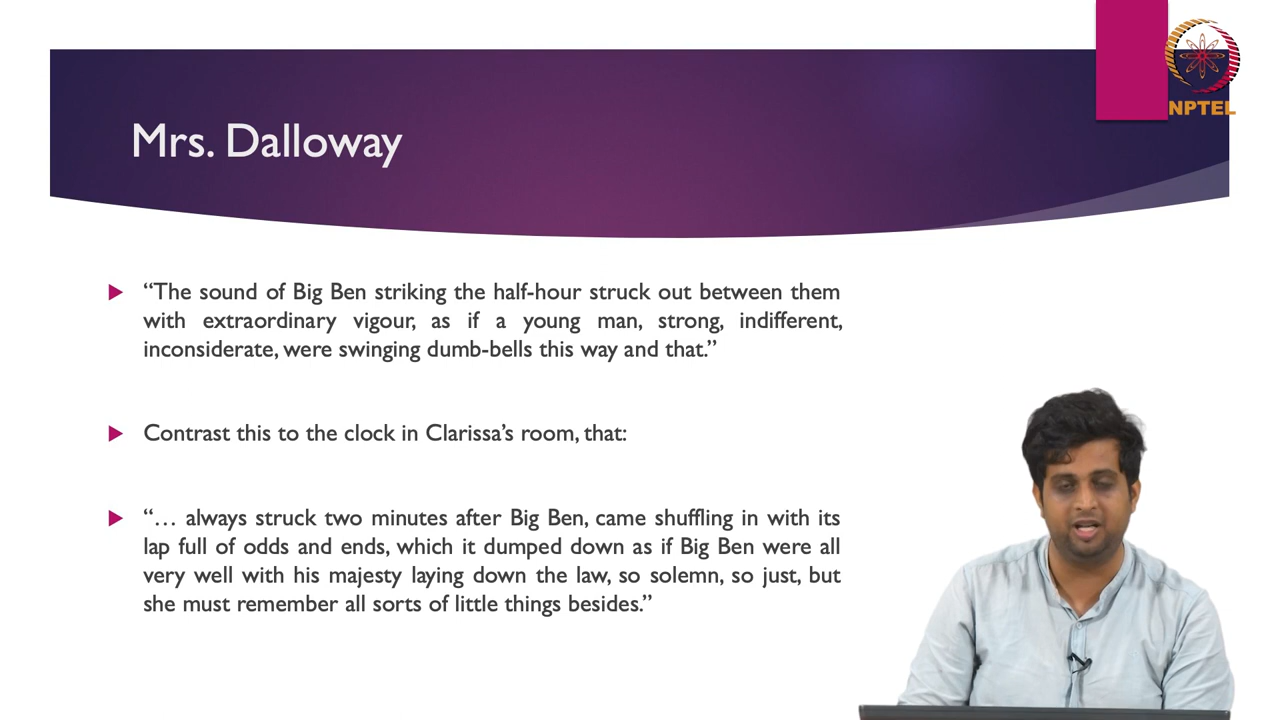 NPTEL
Mrs. Dalloway
“The sound of Big Ben striking the half-hour struck out between them
with extraordinary vigour, as if a young man, strong, indifferent,
inconsiderate, were swinging dumb-bells this way and that.”
Contrast this to the clock in Clarissa’s room, that:
“… always struck two minutes after Big Ben, came shuffling in with its
lap full of odds and ends, which it dumped down as if Big Ben were all
very well with his majesty laying down the law, so solemn, so just, but
she must remember all sorts of little things besides.”